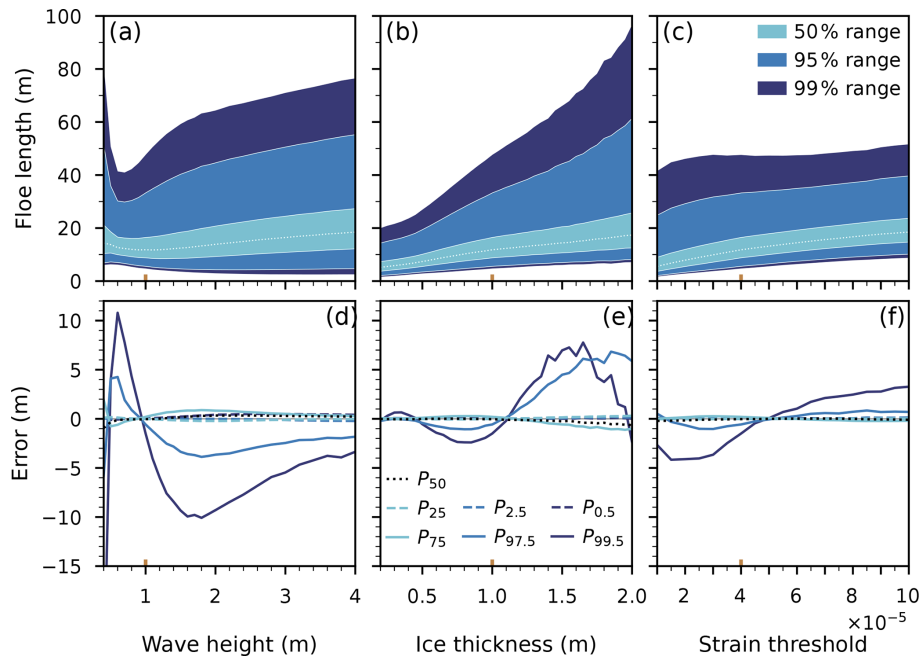 (a) (b) (c)
50% range
95% range
99% range
Floe length (m)
100
80
60
40
20
0
(d) (e) (f)
Error (m)
10
5
0
−5
−10
−15
P50
P25 P2.5 P0.5
P75 P97.5 P99.5
1 2 3 4 0.5 1.0 1.5 2.0 2 4 6 8 10
×10−5
Wave height (m) Ice thickness (m) Strain threshold